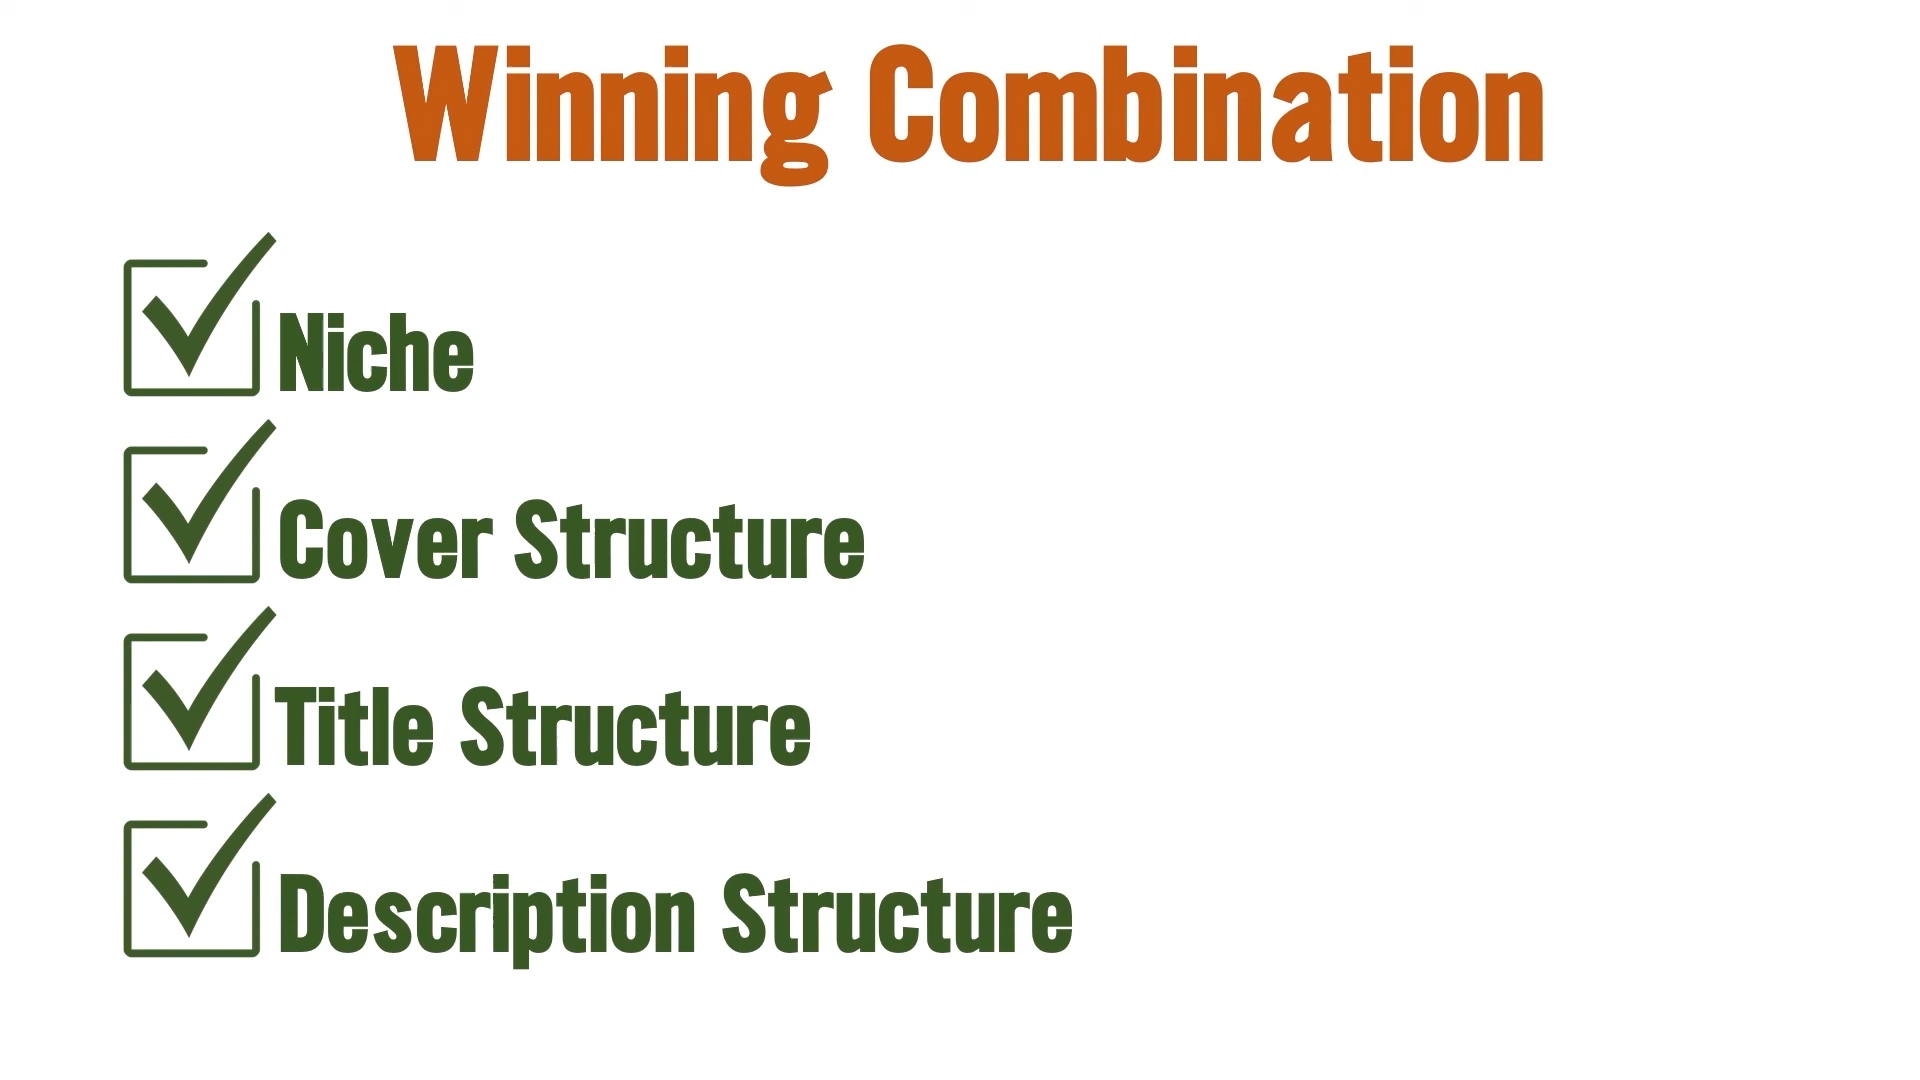 Winning Combination
Niche
Cover Structure
Title Structure
Description Structure